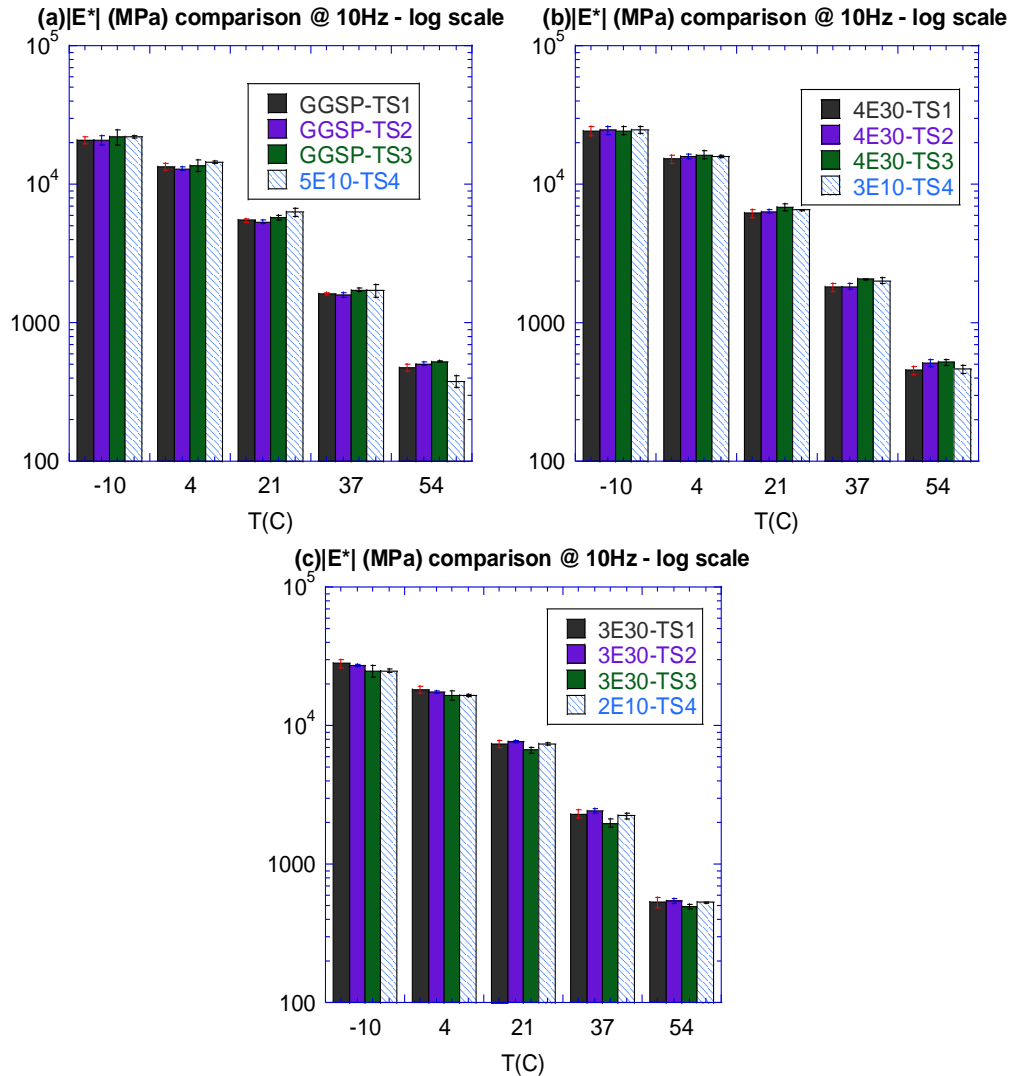 (a)|E*| (MPa) comparison @ 10Hz - log scale
10^5
10^4
1000
100
GGSP-TS1
GGSP-TS2
GGSP-TS3
5E10-TS4
-10 4 21 37 54
T(C)
(b)|E*| (MPa) comparison @ 10Hz - log scale
10^5
10^4
1000
100
4E30-TS1
4E30-TS2
4E30-TS3
3E10-TS4
-10 4 21 37 54
T(C)
(c)|E*| (MPa) comparison @ 10Hz - log scale
10^5
10^4
1000
100
3E30-TS1
3E30-TS2
3E30-TS3
2E10-TS4
-10 4 21 37 54
T(C)